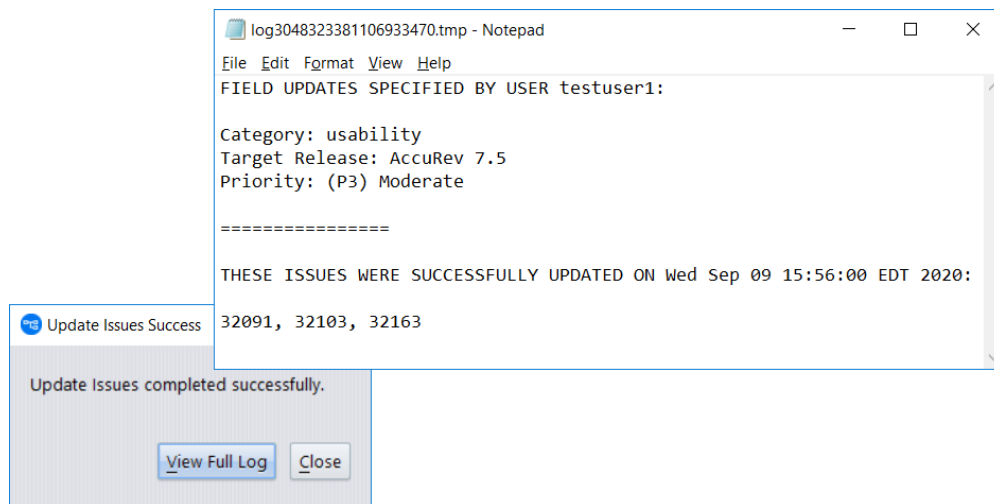 log3048323381106933470.tmp - Notepad
File Edit Format View Help
FIELD UPDATES SPECIFIED BY USER testuser1:
Category: usability
Target Release: AccuRev 7.5
Priority: (P3) Moderate
================
THESE ISSUES WERE SUCCESSFULLY UPDATED ON Wed Sep 09 15:56:00 EDT 2020:
32091, 32103, 32163
Update Issues Success
Update Issues completed successfully.
View Full Log Close